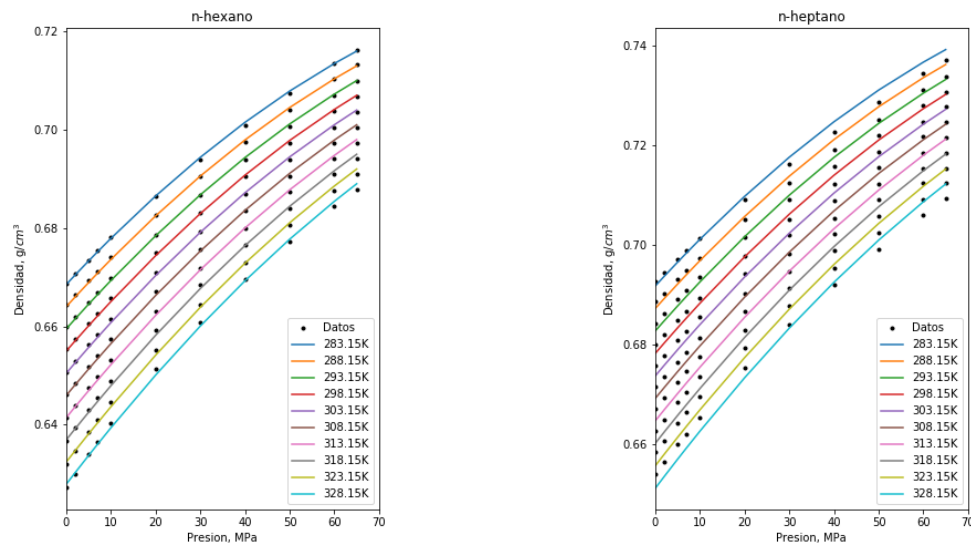 n-hexano
0.72
0.70
0.68
0.66
0.64
Densidad, g/cm³
0 10 20 30 40 50 60 70
Presion, MPa
Datos
283.15K
288.15K
293.15K
298.15K
303.15K
308.15K
313.15K
318.15K
323.15K
328.15K
n-heptano
0.74
0.72
0.70
0.68
0.66
Densidad, g/cm³
0 10 20 30 40 50 60 70
Presion, MPa
Datos
283.15K
288.15K
293.15K
298.15K
303.15K
308.15K
313.15K
318.15K
323.15K
328.15K